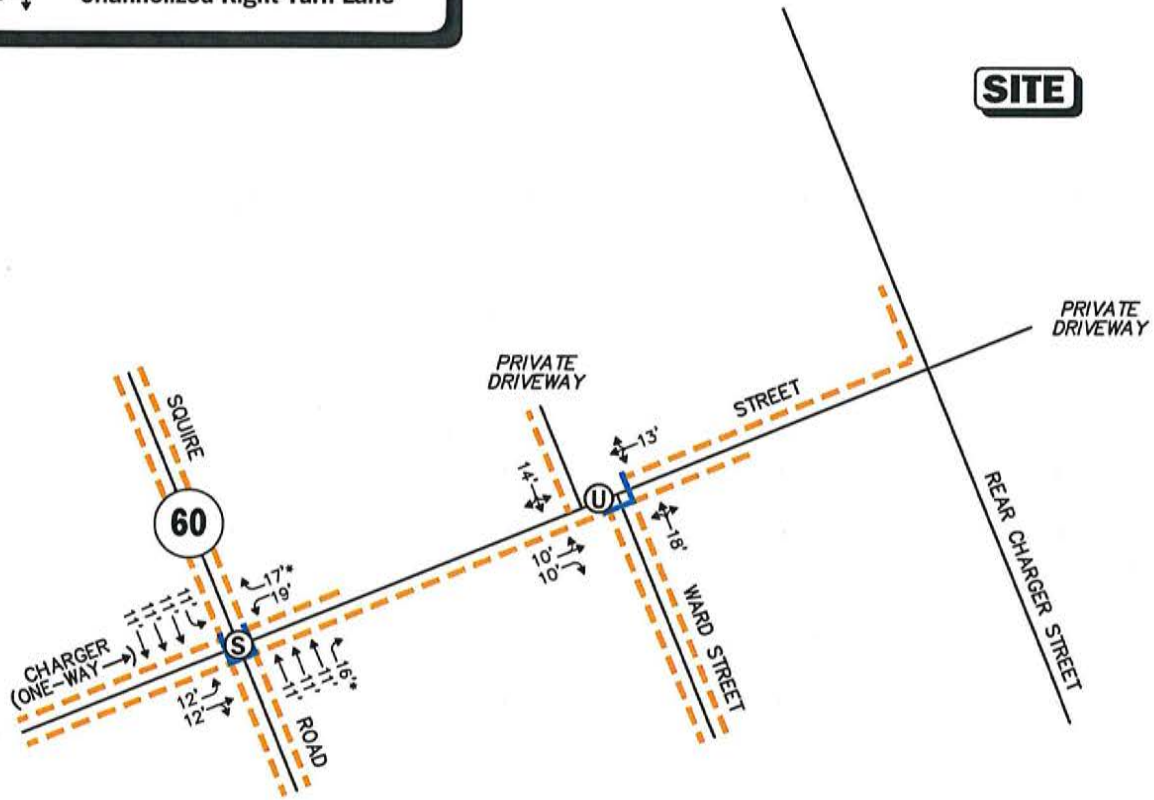 Channelized Right Turn Lane
SITE
PRIVATE
DRIVEWAY
PRIVATE
DRIVEWAY
SQUIRE
STREET
13'
14'
U
60
18'
10'
10'
REAR CHARGER STREET
17'*
19'
11'
11'
11'
11'
WARD STREET
S
CHARGER
(ONE-WAY →)
12'
12'
11'
11'
11'
16'*
ROAD